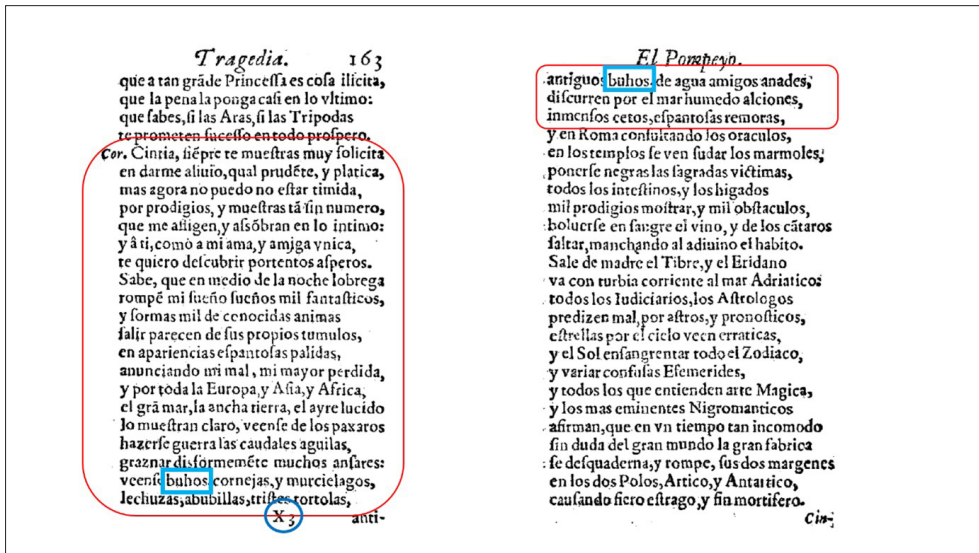 Tragedia. 163
que a tan grãde Princeſſa es coſa ilicita,
que la pena la ponga caſi en lo vltimo:
que ſabes, ſi las Aras, ſi las Tripodas
te prometen ſuceſſo en todo proſpero.
Cor. Cintia, ſiẽpre te mueſtras muy ſolicita
en darme aliuio, qual prudẽte, y platica,
mas agora no puedo no eſtar timida,
por prodigios, y mueſtras tã ſin numero,
que me afligen, y aſsõbran en lo intimo:
y â ti, como a mi ama, y amiga vnica,
te quiero deſcubrir portentos aſperos.
Sabe, que en medio de la noche lobrega
rompẽ mi ſueño ſueños mil fantaſticos,
y formas mil de conocidas animas
ſalir parecen de ſus propios tumulos,
en apariencias eſpantoſas palidas,
anunciando mi mal, mi mayor perdida,
y por toda la Europa, y Aſia, y Africa,
el grã mar, la ancha tierra, el ayre lucido
lo mueſtran claro, veenſe de los paxaros
hazerſe guerra las caudales aguilas,
graznar disformemẽte muchos anſares:
veenſe buhos, cornejas, y murcielagos,
lechuzas, abubillas, triſtes tortolas,
X 3 anti-
El Pompeyo.
antiguos buhos, de agua amigos anades,
diſcurren por el mar humedo alciones,
inmenſos cetos, eſpantoſas remoras,
y en Roma conſultando los oraculos,
en los templos ſe ven ſudar los marmoles,
ponerſe negras las ſagradas victimas,
todos los inteſtinos, y los higados
mil prodigios moſtrar, y mil obſtaculos,
boluerſe en ſangre el vino, y de los cãtaros
ſaltar, manchando al adiuino el habito.
Sale de madre el Tibre, y el Eridano
va con turbia corriente al mar Adriatico:
todos los Iudiciarios, los Aſtrologos
predizen mal, por aſtros, y pronoſticos,
eſtrellas por el cielo veen erraticas,
y el Sol enſangrentar todo el Zodiaco,
y variar confuſas Efemerides,
y todos los que entienden arte Magica,
y los mas eminentes Nigromanticos
afirman, que en vn tiempo tan incomodo
ſin duda del gran mundo la gran fabrica
ſe deſquaderna, y rompe, ſus dos margenes
en los dos Polos, Artico, y Antartico,
cauſando fiero eſtrago, y fin mortifero.
Cin-